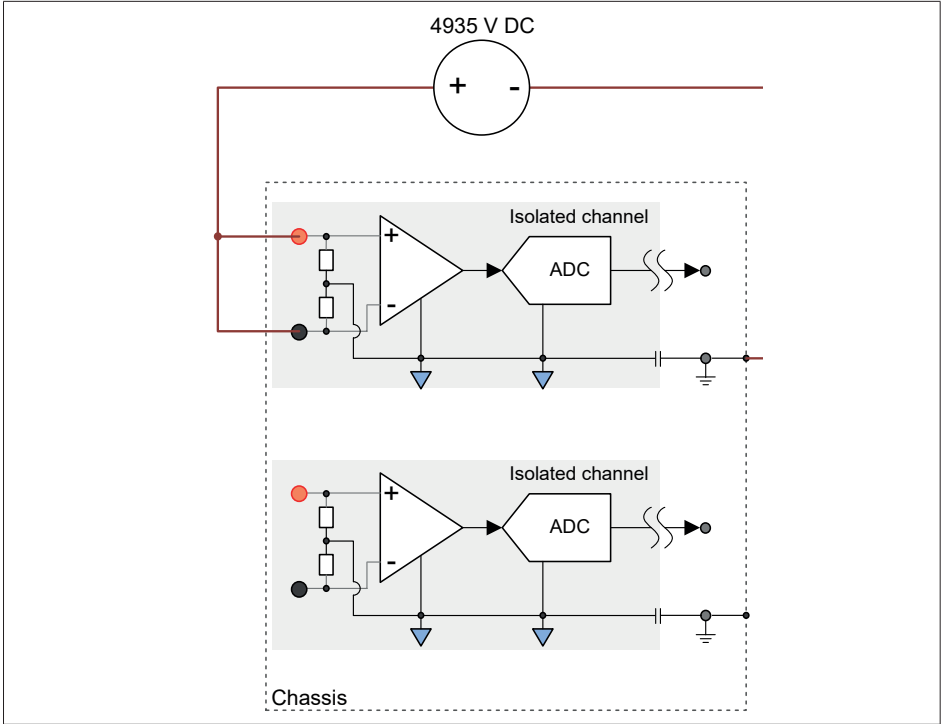 4935 V DC
+ -
Isolated channel
+
ADC
-
Isolated channel
+
ADC
-
Chassis